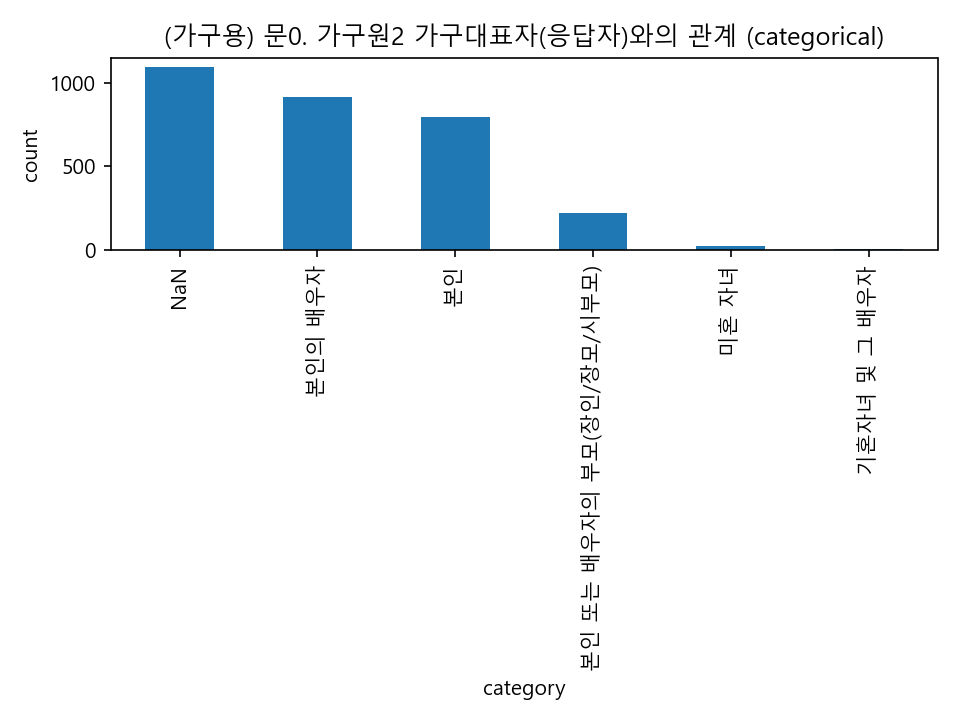 (가구용) 문0. 가구원2 가구대표자(응답자)와의 관계 (categorical)
1000
500
0
count
NaN
본인의 배우자
본인
본인 또는 배우자의 부모(장인/장모/시부모)
미혼 자녀
기혼자녀 및 그 배우자
category